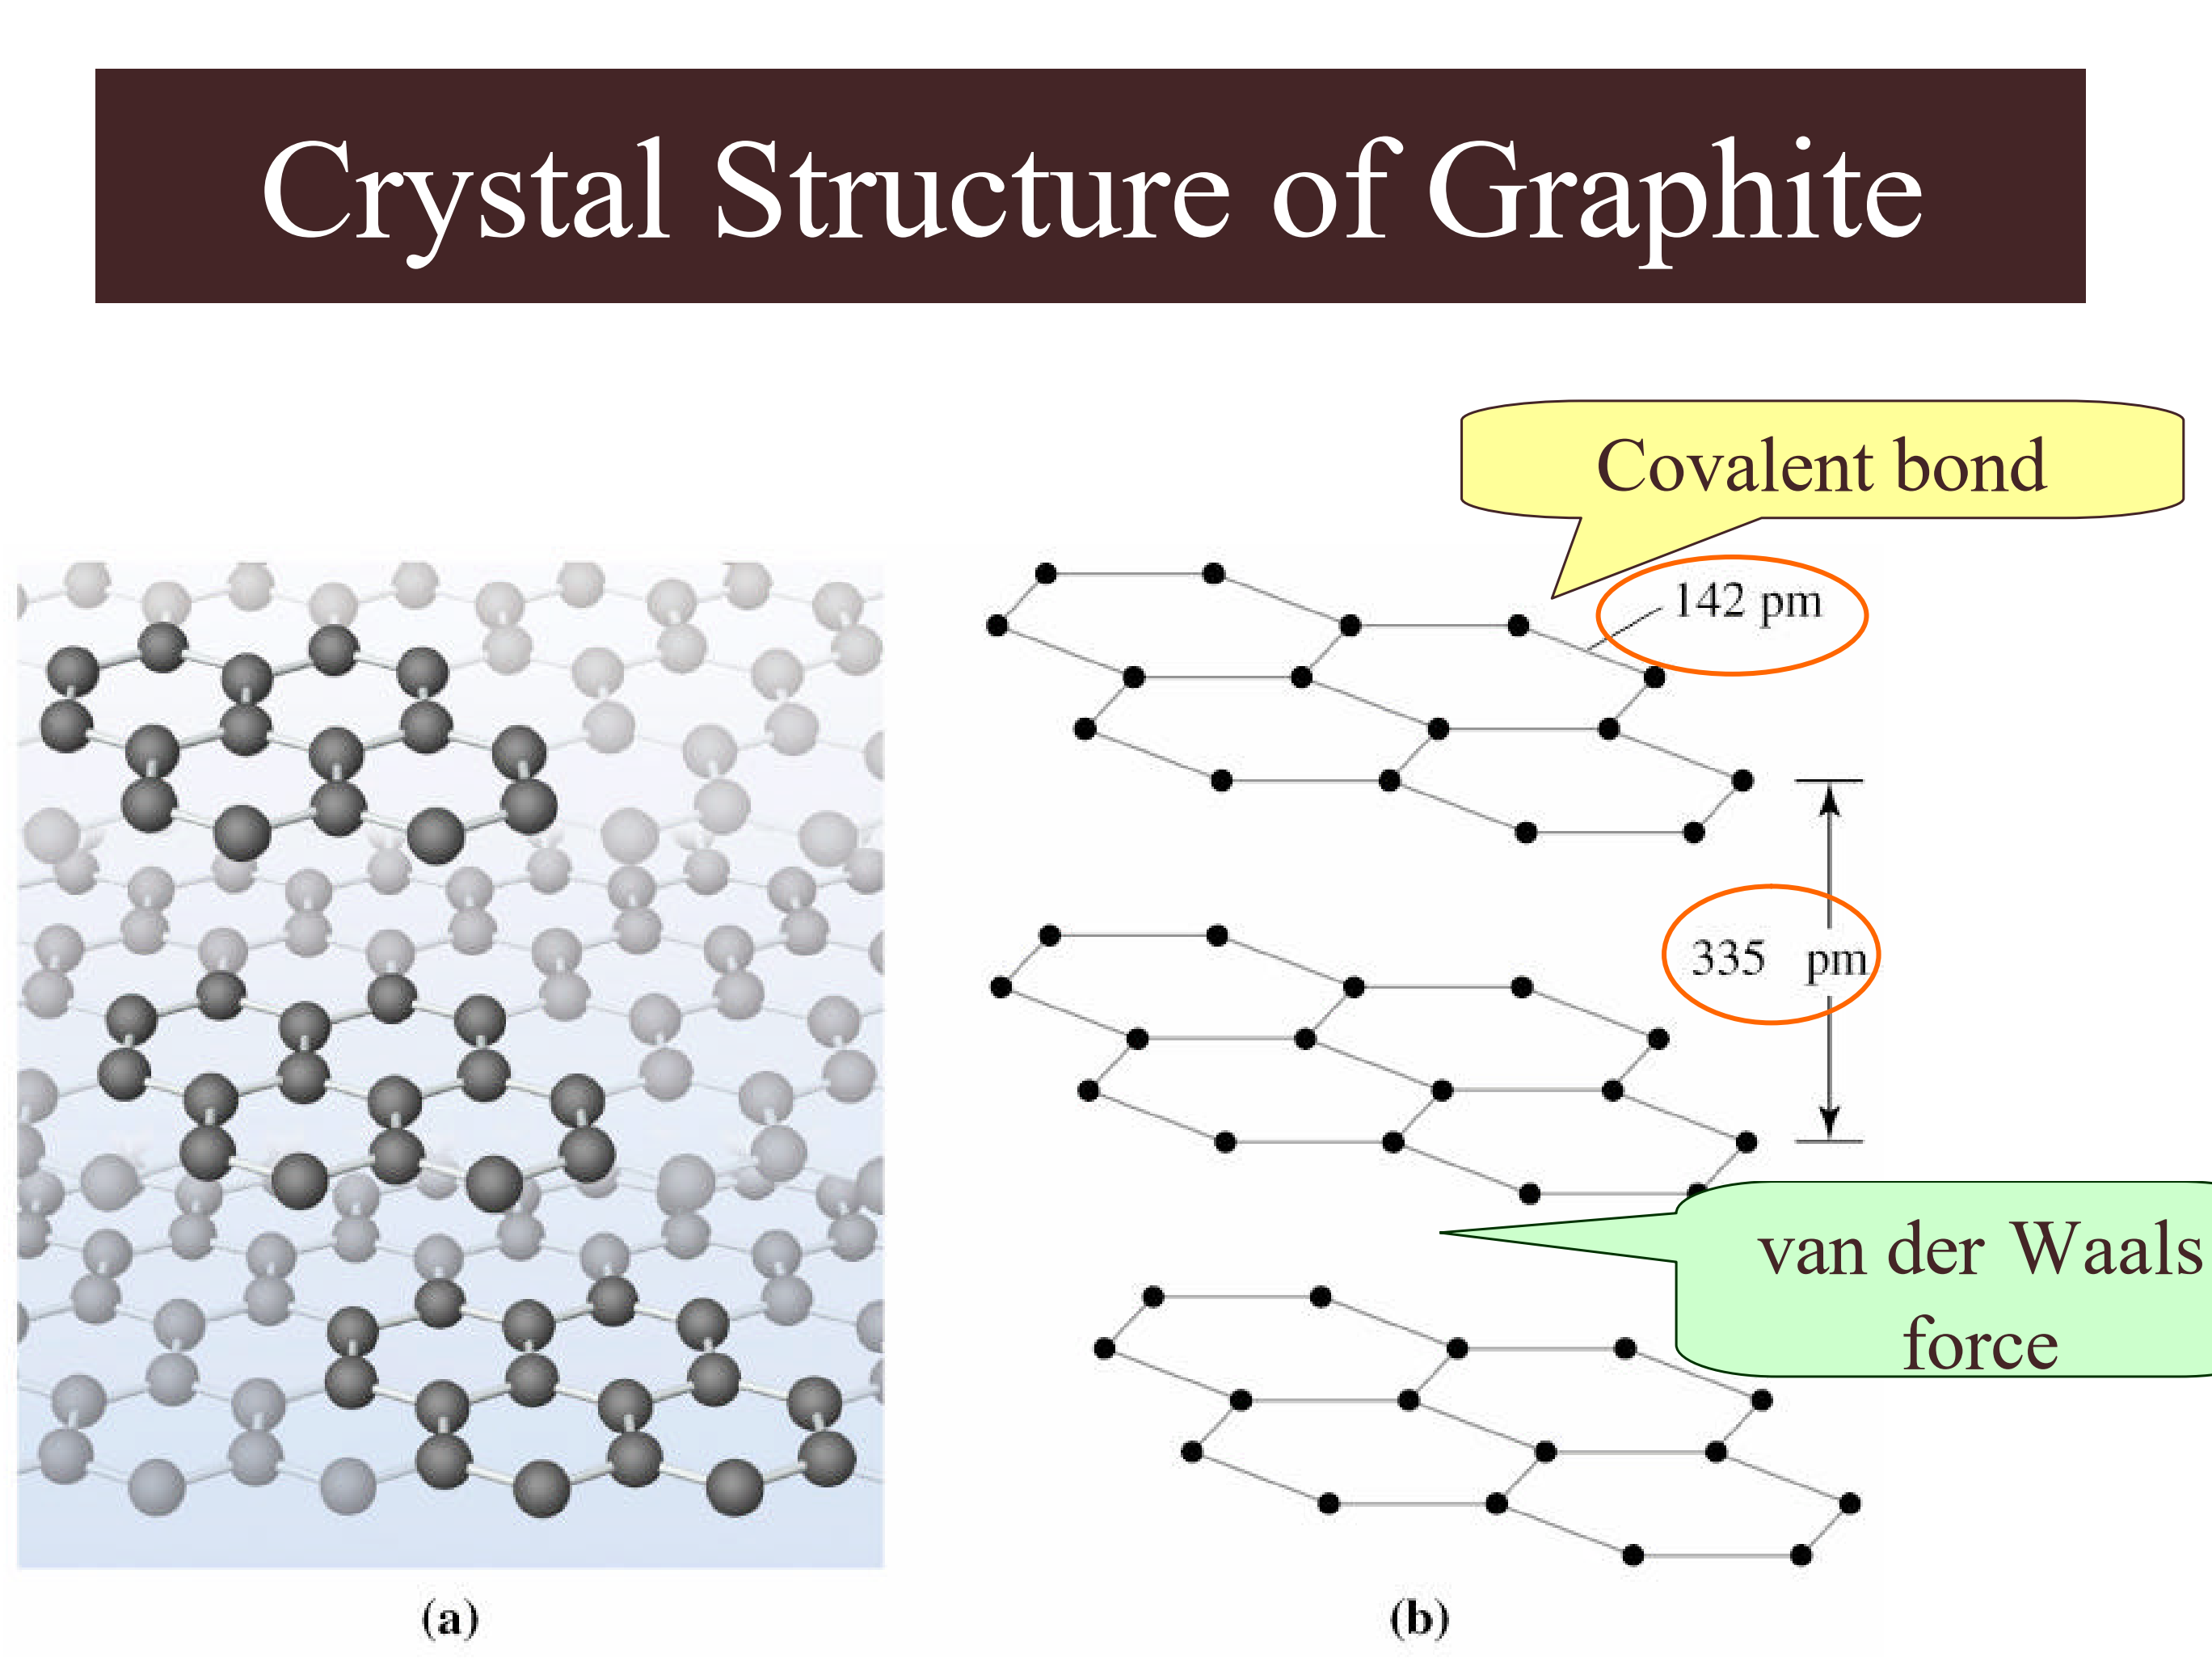 Crystal Structure of Graphite
Covalent bond
142 pm
335 pm
van der Waals
force
(a)
(b)